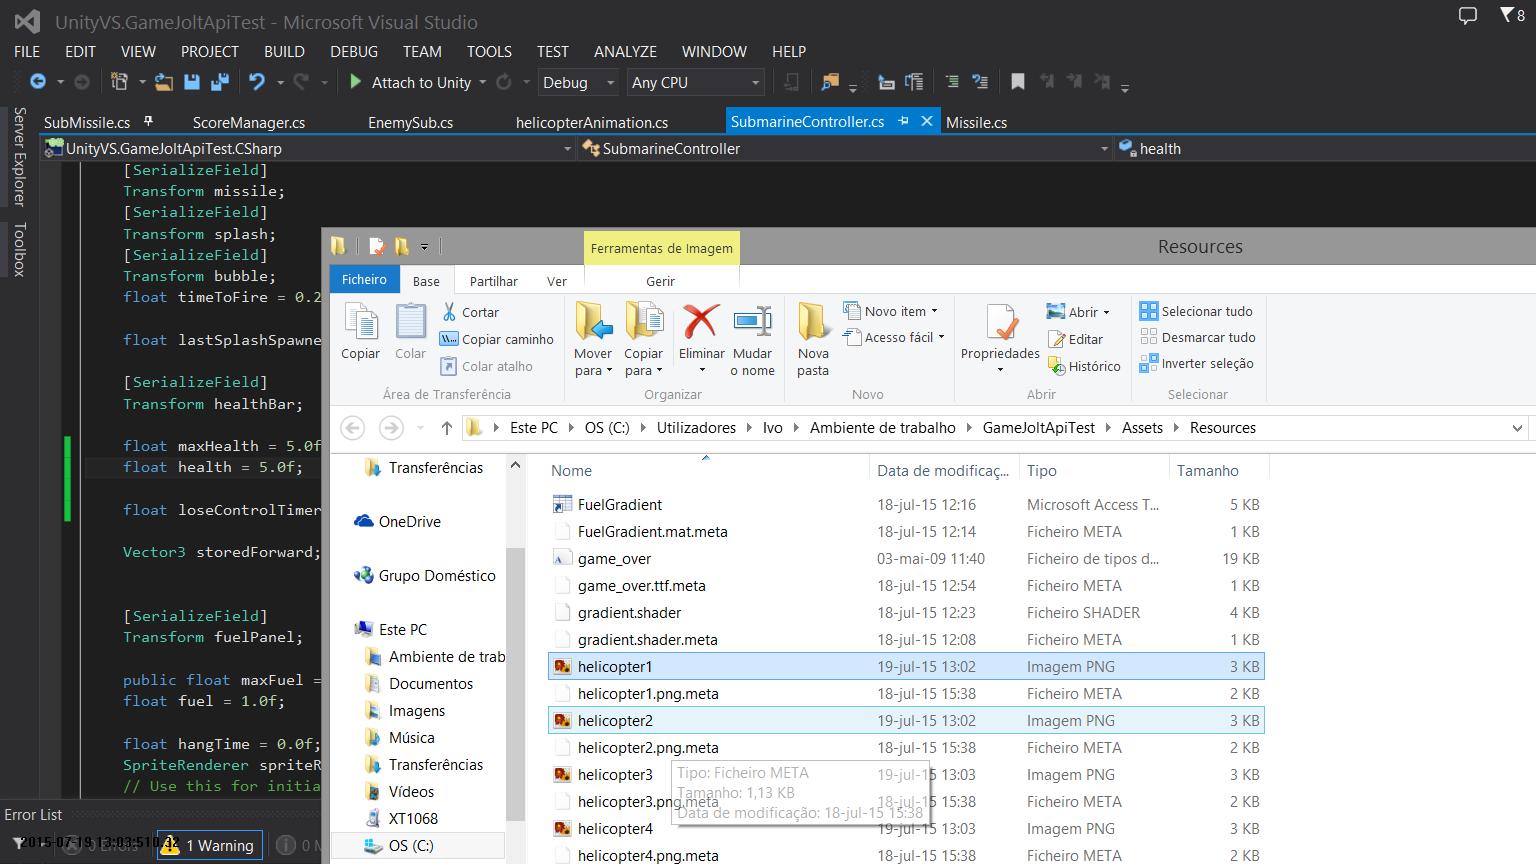 UnityVS.GameJoltApiTest - Microsoft Visual Studio
8
FILE EDIT VIEW PROJECT BUILD DEBUG TEAM TOOLS TEST ANALYZE WINDOW HELP
Attach to Unity Debug Any CPU
Server Explorer
Toolbox
SubMissile.cs ScoreManager.cs EnemySub.cs helicopterAnimation.cs SubmarineController.cs Missile.cs
UnityVS.GameJoltApiTest.CSharp SubmarineController health
[SerializeField]
Transform missile;
[SerializeField]
Transform splash;
[SerializeField]
Transform bubble;
float timeToFire = 0.2
float lastSplashSpawne
[SerializeField]
Transform healthBar;
float maxHealth = 5.0f
float health = 5.0f;
float loseControlTimer
Vector3 storedForward;
[SerializeField]
Transform fuelPanel;
public float maxFuel =
float fuel = 1.0f;
float hangTime = 0.0f;
SpriteRenderer spriteR
// Use this for initia
Error List
2015-07-19 13:03:510.32
1 Warning
Ferramentas de Imagem
Resources
Ficheiro Base Partilhar Ver Gerir
Copiar
Colar
Cortar
Copiar caminho
Colar atalho
Área de Transferência
Mover para
Copiar para
Eliminar
Mudar o nome
Organizar
Nova pasta
Novo item
Acesso fácil
Novo
Propriedades
Abrir
Editar
Histórico
Abrir
Selecionar tudo
Desmarcar tudo
Inverter seleção
Selecionar
Este PC OS (C:) Utilizadores Ivo Ambiente de trabalho GameJoltApiTest Assets Resources
Transferências
OneDrive
Grupo Doméstico
Este PC
Ambiente de trab
Documentos
Imagens
Música
Transferências
Vídeos
XT1068
OS (C:)
Nome Data de modificaç... Tipo Tamanho
FuelGradient 18-jul-15 12:16 Microsoft Access T... 5 KB
FuelGradient.mat.meta 18-jul-15 12:14 Ficheiro META 1 KB
game_over 03-mai-09 11:40 Ficheiro de tipos d... 19 KB
game_over.ttf.meta 18-jul-15 12:54 Ficheiro META 1 KB
gradient.shader 18-jul-15 12:23 Ficheiro SHADER 4 KB
gradient.shader.meta 18-jul-15 12:08 Ficheiro META 1 KB
helicopter1 19-jul-15 13:02 Imagem PNG 3 KB
helicopter1.png.meta 18-jul-15 15:38 Ficheiro META 2 KB
helicopter2 19-jul-15 13:02 Imagem PNG 3 KB
helicopter2.png.meta 18-jul-15 15:38 Ficheiro META 2 KB
helicopter3 19-jul-15 13:03 Imagem PNG 3 KB
helicopter3.png.meta 18-jul-15 15:38 Ficheiro META 2 KB
helicopter4 19-jul-15 13:03 Imagem PNG 3 KB
helicopter4.png.meta 18-jul-15 15:38 Ficheiro META 2 KB
Tipo: Ficheiro META
Tamanho: 1,13 KB
Data de modificação: 18-jul-15 15:38